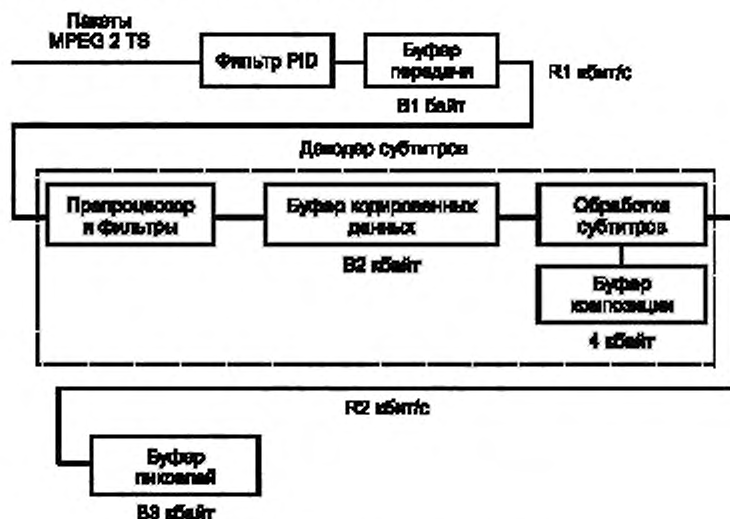 Пакеты
MPEG 2 TS
Фильтр PID
Буфер
передачи
R1 кбит/с
B1 байт
Декодер субтитров
Препроцессор
и фильтры
Буфер кодированных
данных
Обработка
субтитров
B2 кбайт
Буфер
композиции
4 кбайт
R2 кбит/с
Буфер
пикселей
B3 кбайт